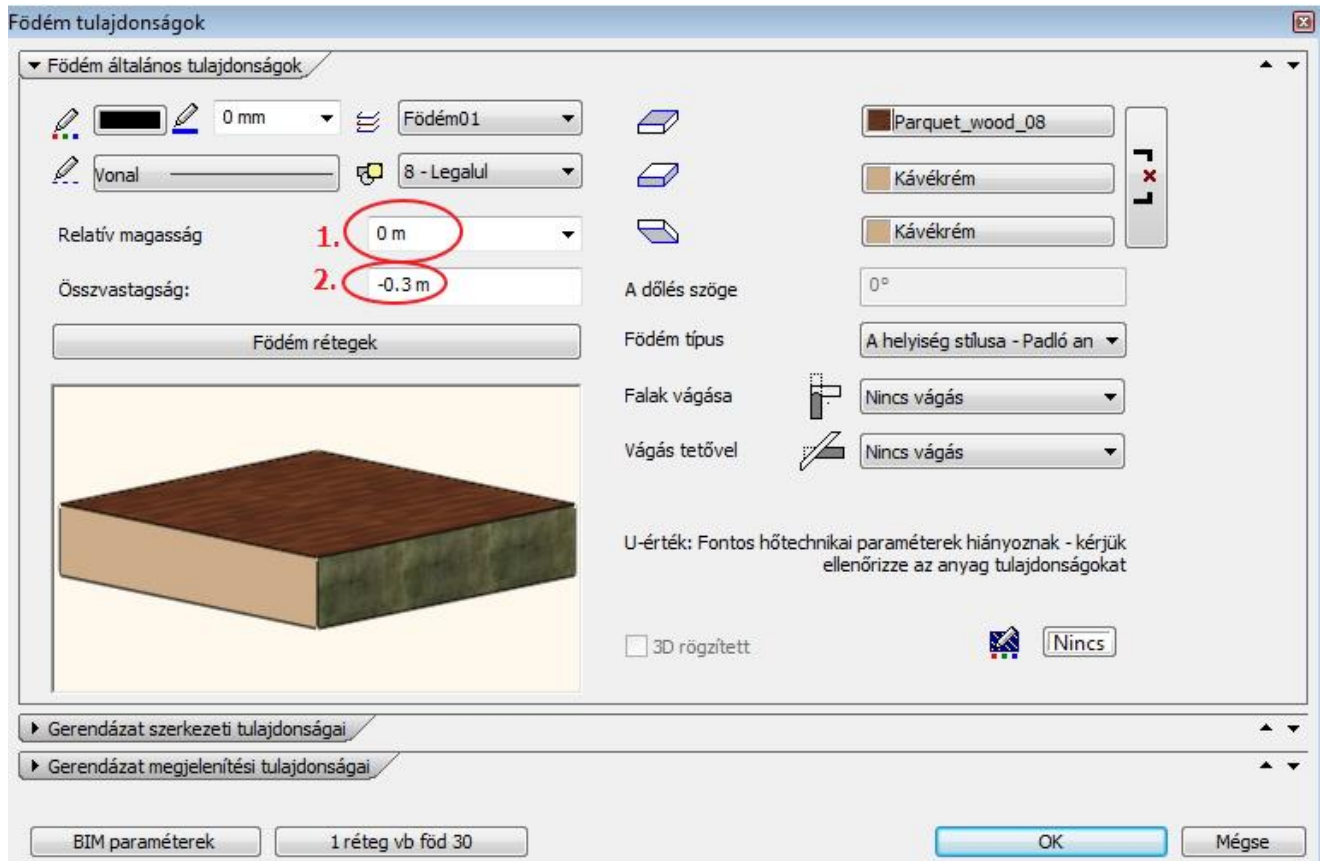 Födém tulajdonságok
Födém általános tulajdonságok
0 mm
Födém01
Parquet_wood_08
Vonal
8 - Legalul
Kávékrém
Relatív magasság
1.
0 m
Kávékrém
Összvastagság:
2.
-0.3 m
A dőlés szöge
0°
Födém rétegek
Födém típus
A helyiség stílusa - Padló an
Falak vágása
Nincs vágás
Vágás tetővel
Nincs vágás
U-érték: Fontos hőtechnikai paraméterek hiányoznak - kérjük
ellenőrizze az anyag tulajdonságokat
3D rögzített
Nincs
Gerendázat szerkezeti tulajdonságai
Gerendázat megjelenítési tulajdonságai
BIM paraméterek
1 réteg vb föd 30
OK
Mégse